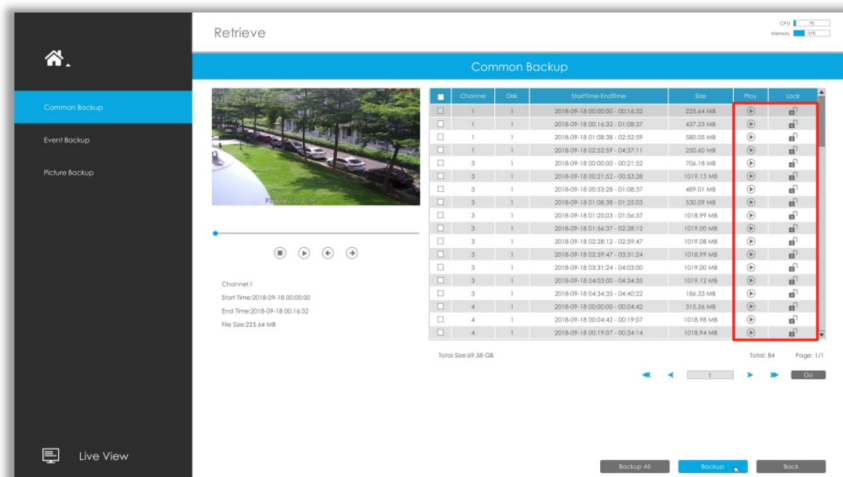 Retrieve
CPU
Memory
Common Backup
Common Backup
Event Backup
Picture Backup
Channel Disk StartTime-EndTime Size Play Lock
1 1 2018-09-18 00:00:00 - 00:16:32 225.64 MB
1 1 2018-09-18 00:16:32 - 01:08:37 437.23 MB
1 1 2018-09-18 01:08:38 - 02:52:59 580.05 MB
1 1 2018-09-18 02:52:59 - 04:37:11 250.60 MB
3 1 2018-09-18 00:00:00 - 00:21:52 706.18 MB
3 1 2018-09-18 00:21:52 - 00:53:28 1019.13 MB
3 1 2018-09-18 00:53:28 - 01:08:37 489.01 MB
3 1 2018-09-18 01:08:38 - 01:25:03 530.09 MB
3 1 2018-09-18 01:25:03 - 01:56:37 1018.99 MB
3 1 2018-09-18 01:56:37 - 02:28:12 1019.00 MB
3 1 2018-09-18 02:28:12 - 02:59:47 1019.08 MB
3 1 2018-09-18 02:59:47 - 03:31:24 1018.99 MB
3 1 2018-09-18 03:31:24 - 04:03:00 1019.00 MB
3 1 2018-09-18 04:03:00 - 04:34:35 1019.12 MB
3 1 2018-09-18 04:34:35 - 04:40:22 186.33 MB
4 1 2018-09-18 00:00:00 - 00:04:42 315.56 MB
4 1 2018-09-18 00:04:42 - 00:19:07 1018.98 MB
4 1 2018-09-18 00:19:07 - 00:34:14 1018.94 MB
Channel:1
Start Time:2018-09-18 00:00:00
End Time:2018-09-18 00:16:32
File Size:225.64 MB
Total Size:69.58 GB
Total: 84 Page: 1/1
1 Go
Live View
Backup All Backup Back